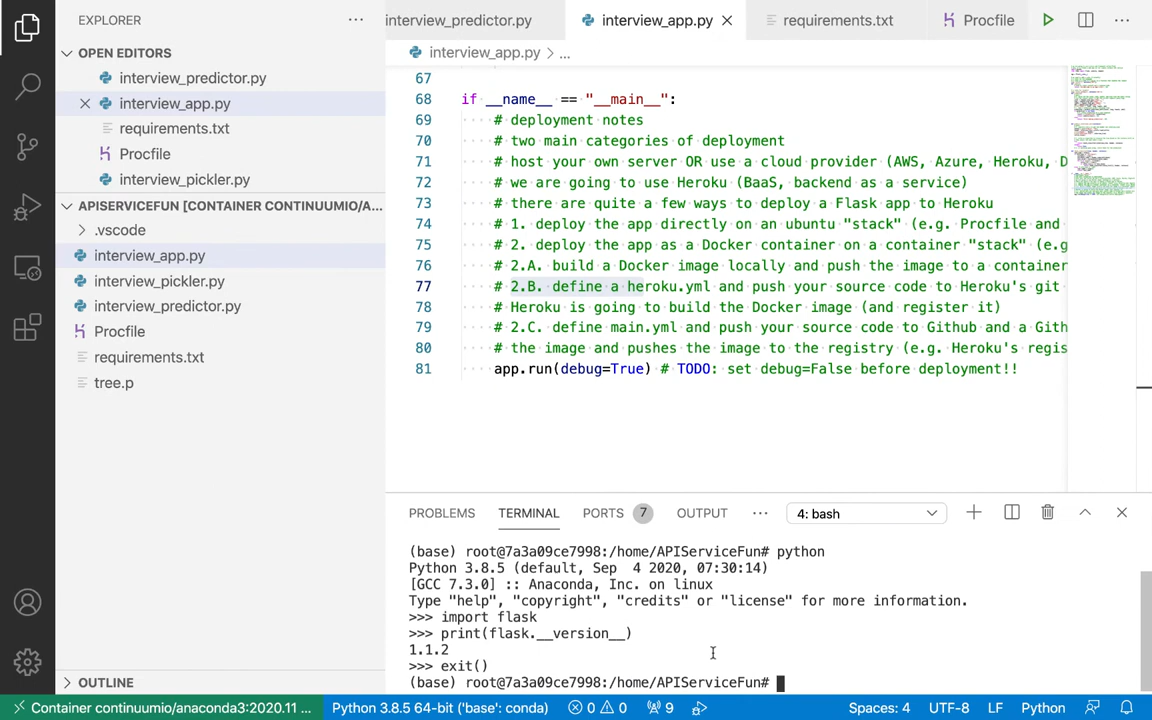 EXPLORER
OPEN EDITORS
interview_predictor.py
interview_app.py
requirements.txt
Procfile
interview_pickler.py
APISERVICEFUN [CONTAINER CONTINUUMIO/A...
.vscode
interview_app.py
interview_pickler.py
interview_predictor.py
Procfile
requirements.txt
tree.p
OUTLINE
interview_predictor.py interview_app.py requirements.txt Procfile
interview_app.py > ...
67
68 if __name__ == "__main__":
69 # deployment notes
70 # two main categories of deployment
71 # host your own server OR use a cloud provider (AWS, Azure, Heroku, D
72 # we are going to use Heroku (BaaS, backend as a service)
73 # there are quite a few ways to deploy a Flask app to Heroku
74 # 1. deploy the app directly on an ubuntu "stack" (e.g. Procfile and
75 # 2. deploy the app as a Docker container on a container "stack" (e.g
76 # 2.A. build a Docker image locally and push the image to a container
77 # 2.B. define a heroku.yml and push your source code to Heroku's git
78 # Heroku is going to build the Docker image (and register it)
79 # 2.C. define main.yml and push your source code to Github and a Gith
80 # the image and pushes the image to the registry (e.g. Heroku's regis
81 app.run(debug=True) # TODO: set debug=False before deployment!!
PROBLEMS TERMINAL PORTS 7 OUTPUT ... 4: bash
(base) root@7a3a09ce7998:/home/APIServiceFun# python
Python 3.8.5 (default, Sep  4 2020, 07:30:14)
[GCC 7.3.0] :: Anaconda, Inc. on linux
Type "help", "copyright", "credits" or "license" for more information.
>>> import flask
>>> print(flask.__version__)
1.1.2
>>> exit()
(base) root@7a3a09ce7998:/home/APIServiceFun#
Container continuumio/anaconda3:2020.11 ... Python 3.8.5 64-bit ('base': conda) 0 0 9 Spaces: 4 UTF-8 LF Python